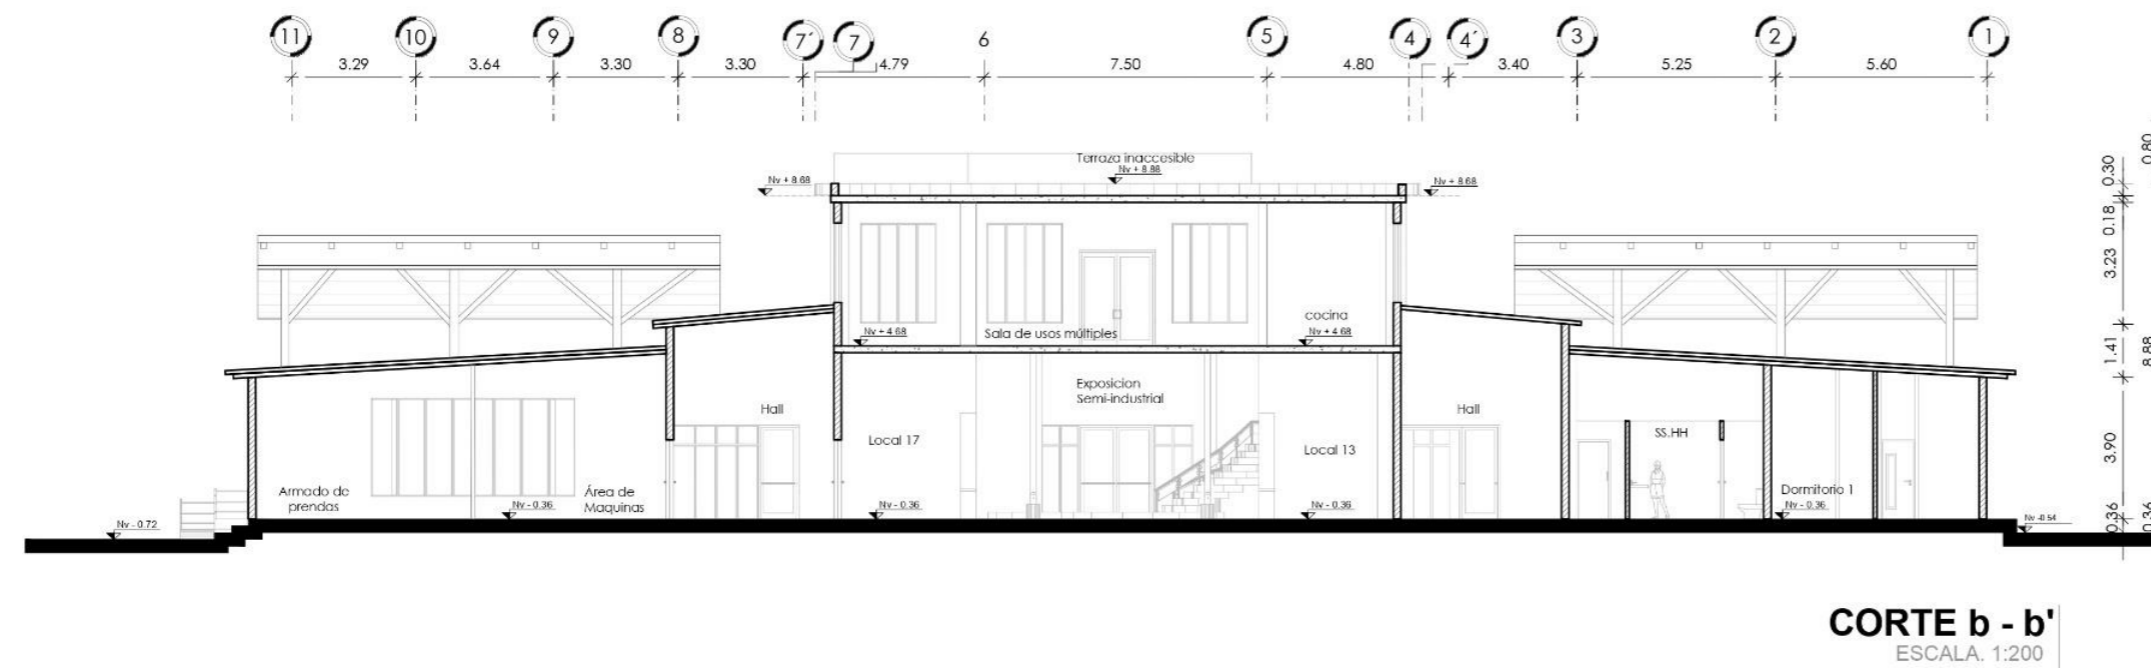 11 10 9 8 7´ 7 6 5 4 4´ 3 2 1
3.29 3.64 3.30 3.30 4.79 7.50 4.80 3.40 5.25 5.60
Terraza inaccesible
Nv + 8.88
Nv + 8.68
Nv + 8.68
0.80
0.30
0.18
3.23
1.41
8.88
3.90
0.36
0.36
cocina
Nv + 4.68
Sala de usos múltiples
Nv + 4.68
Exposicion
Semi-industrial
Hall
Hall
Local 17
Local 13
SS.HH
Armado de
prendas
Área de
Maquinas
Dormitorio 1
Nv - 0.36
Nv - 0.36
Nv - 0.36
Nv - 0.36
Nv - 0.72
Nv -0.54
CORTE b - b'
ESCALA. 1:200